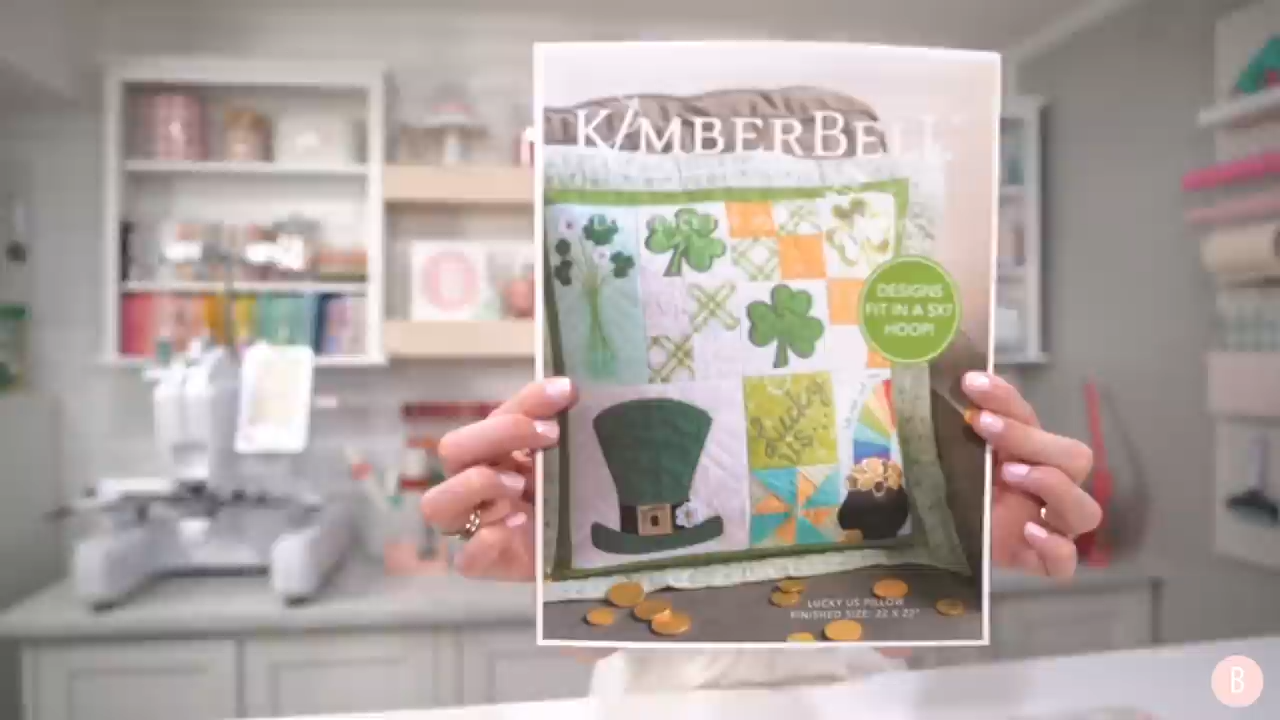 KIMBERBELL
DESIGNS
FIT IN A 5X7
HOOP!
Lucky
Us...
LUCKY US PILLOW
FINISHED SIZE: 22 X 22"
B